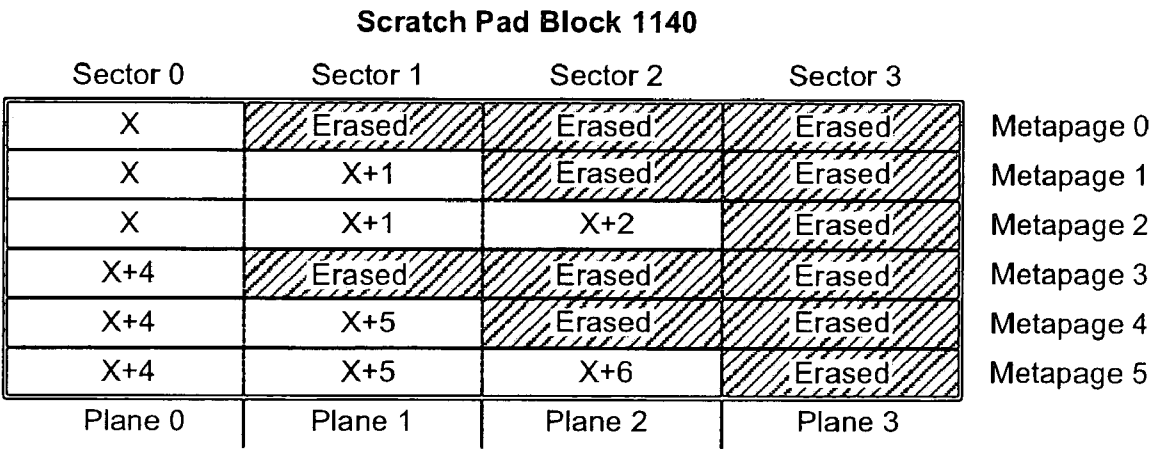 Scratch Pad Block 1140
Sector 0 Sector 1 Sector 2 Sector 3
X Erased Erased Erased Metapage 0
X X+1 Erased Erased Metapage 1
X X+1 X+2 Erased Metapage 2
X+4 Erased Erased Erased Metapage 3
X+4 X+5 Erased Erased Metapage 4
X+4 X+5 X+6 Erased Metapage 5
Plane 0 Plane 1 Plane 2 Plane 3